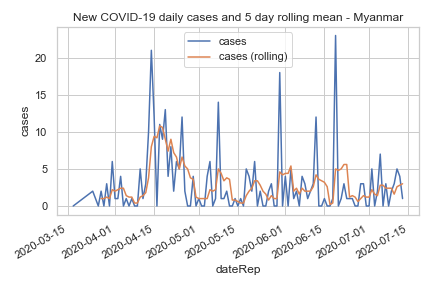 New COVID-19 daily cases and 5 day rolling mean - Myanmar
cases
cases (rolling)
cases
20
15
10
5
0
2020-03-15
2020-04-01
2020-04-15
2020-05-01
2020-05-15
2020-06-01
2020-06-15
2020-07-01
2020-07-15
dateRep